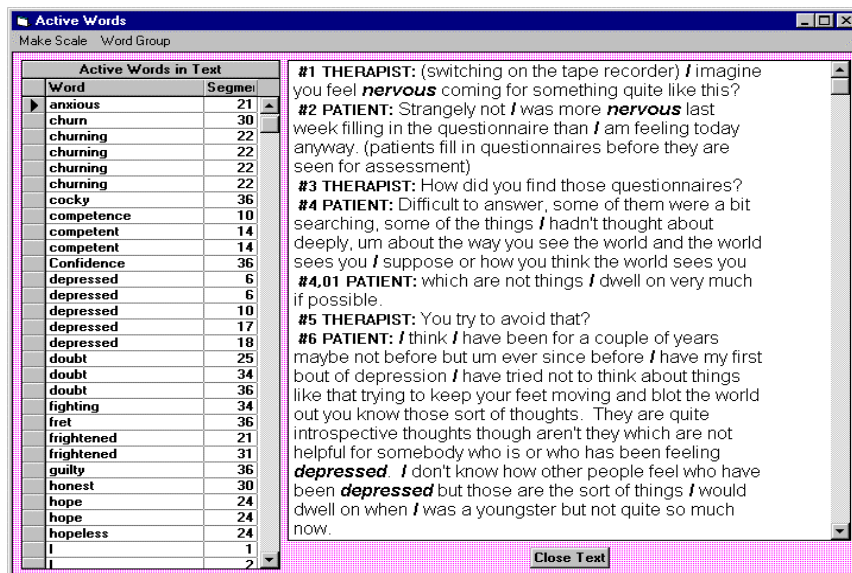 Active Words
Make Scale Word Group
Active Words in Text
Word Segmei
anxious 21
churn 30
churning 22
churning 22
churning 22
churning 22
cocky 36
competence 10
competent 14
competent 14
Confidence 36
depressed 6
depressed 6
depressed 10
depressed 17
depressed 18
doubt 25
doubt 34
doubt 36
fighting 34
fret 36
frightened 21
frightened 31
guilty 36
honest 30
hope 24
hope 24
hopeless 24
I 1
I 2
#1 THERAPIST: (switching on the tape recorder) I imagine
you feel nervous coming for something quite like this?
#2 PATIENT: Strangely not I was more nervous last
week filling in the questionnaire than I am feeling today
anyway. (patients fill in questionnaires before they are
seen for assessment)
#3 THERAPIST: How did you find those questionnaires?
#4 PATIENT: Difficult to answer, some of them were a bit
searching, some of the things I hadn't thought about
deeply, um about the way you see the world and the world
sees you I suppose or how you think the world sees you
#4,01 PATIENT: which are not things I dwell on very much
if possible.
#5 THERAPIST: You try to avoid that?
#6 PATIENT: I think I have been for a couple of years
maybe not before but um ever since before I have my first
bout of depression I have tried not to think about things
like that trying to keep your feet moving and blot the world
out you know those sort of thoughts. They are quite
introspective thoughts though aren't they which are not
helpful for somebody who is or who has been feeling
depressed. I don't know how other people feel who have
been depressed but those are the sort of things I would
dwell on when I was a youngster but not quite so much
now.
Close Text